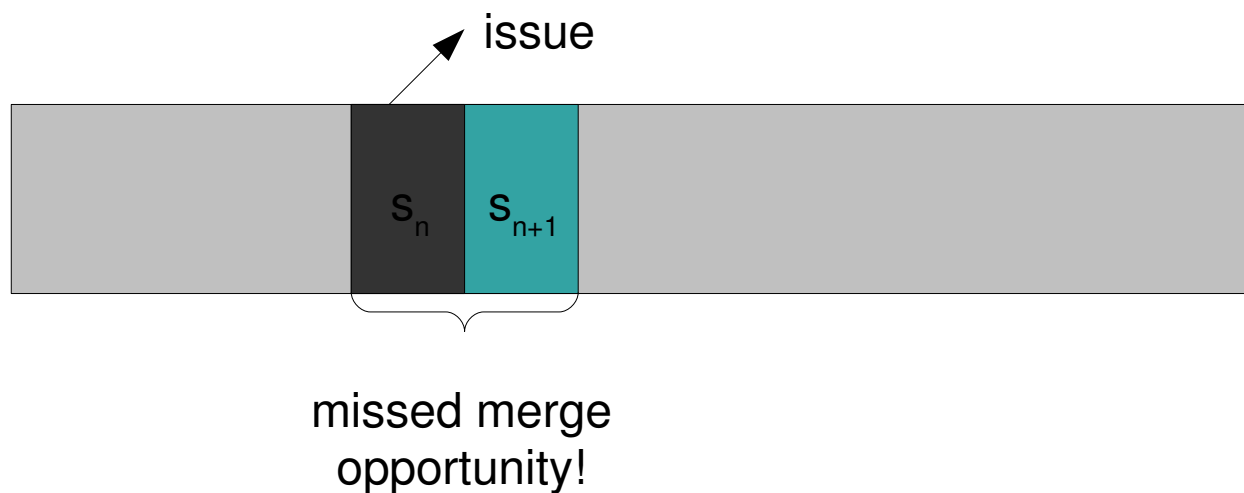 issue
sₙ sₙ₊₁
missed merge
opportunity!